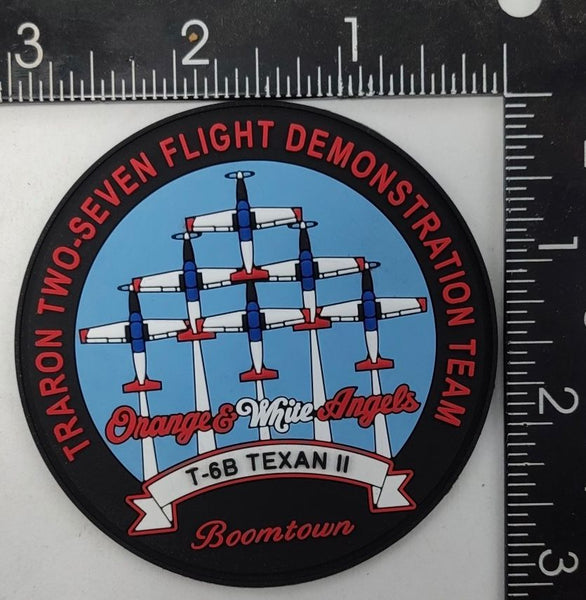 3 2 1
1
2
3
TRARON TWO-SEVEN FLIGHT DEMONSTRATION TEAM
Orange & White Angels
T-6B TEXAN II
Boomtown